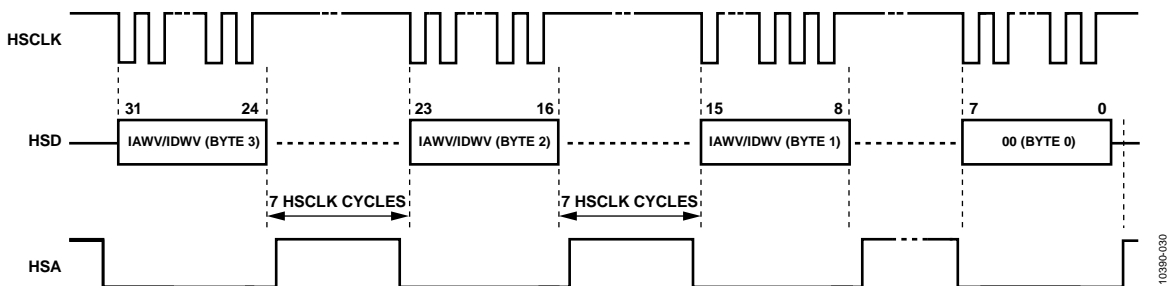 HSCLK
31 24 23 16 15 8 7 0
HSD
IAWV/IDWV (BYTE 3) IAWV/IDWV (BYTE 2) IAWV/IDWV (BYTE 1) 00 (BYTE 0)
7 HSCLK CYCLES 7 HSCLK CYCLES
HSA
10390-030